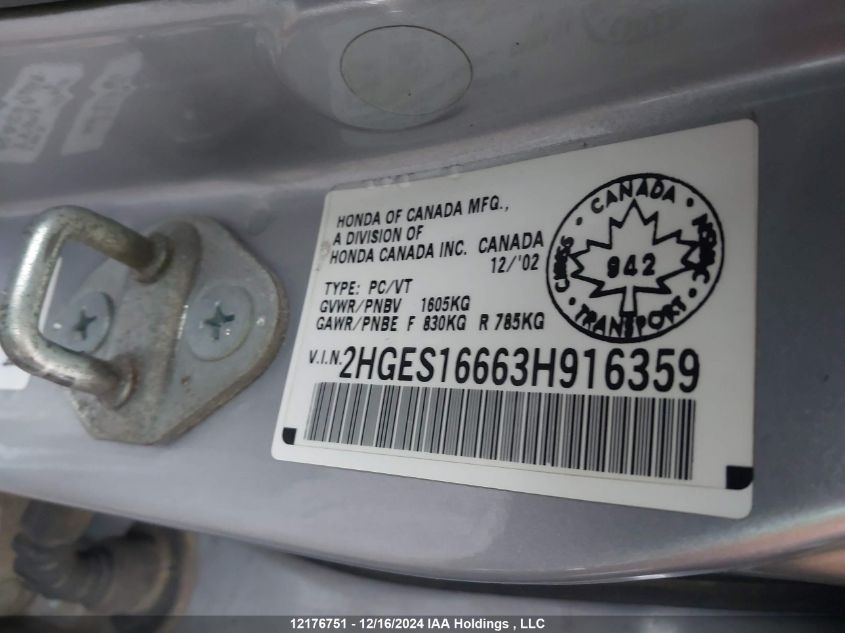 HONDA OF CANADA MFG.,
A DIVISION OF
HONDA CANADA INC. CANADA
12/'02
TYPE: PC/VT
GVWR/PNBV 1605KG
GAWR/PNBE F 830KG R 785KG
V.I.N. 2HGES16663H916359
CANADA
942
TRANSPORT
12176751 - 12/16/2024 IAA Holdings , LLC